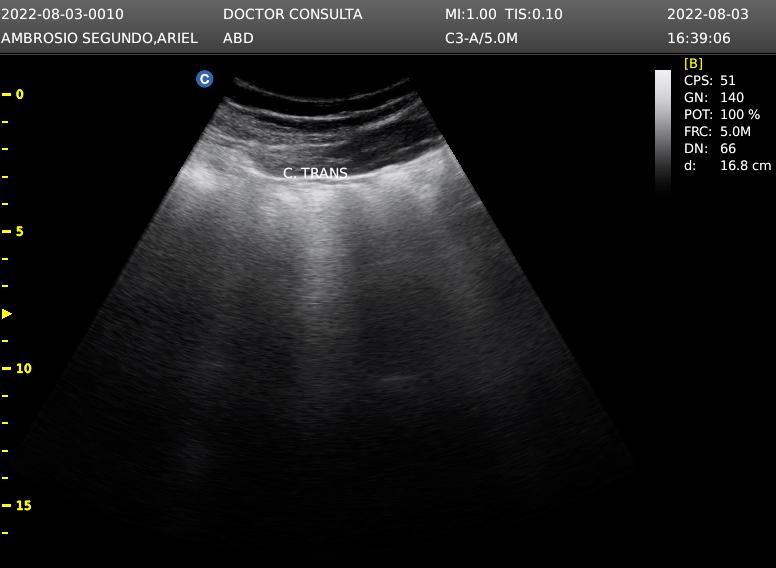 2022-08-03-0010 DOCTOR CONSULTA MI:1.00 TIS:0.10 2022-08-03
AMBROSIO SEGUNDO,ARIEL ABD C3-A/5.0M 16:39:06
[B]
C
CPS: 51
0
GN: 140
POT: 100 %
FRC: 5.0M
DN: 66
d: 16.8 cm
C. TRANS
5
10
15